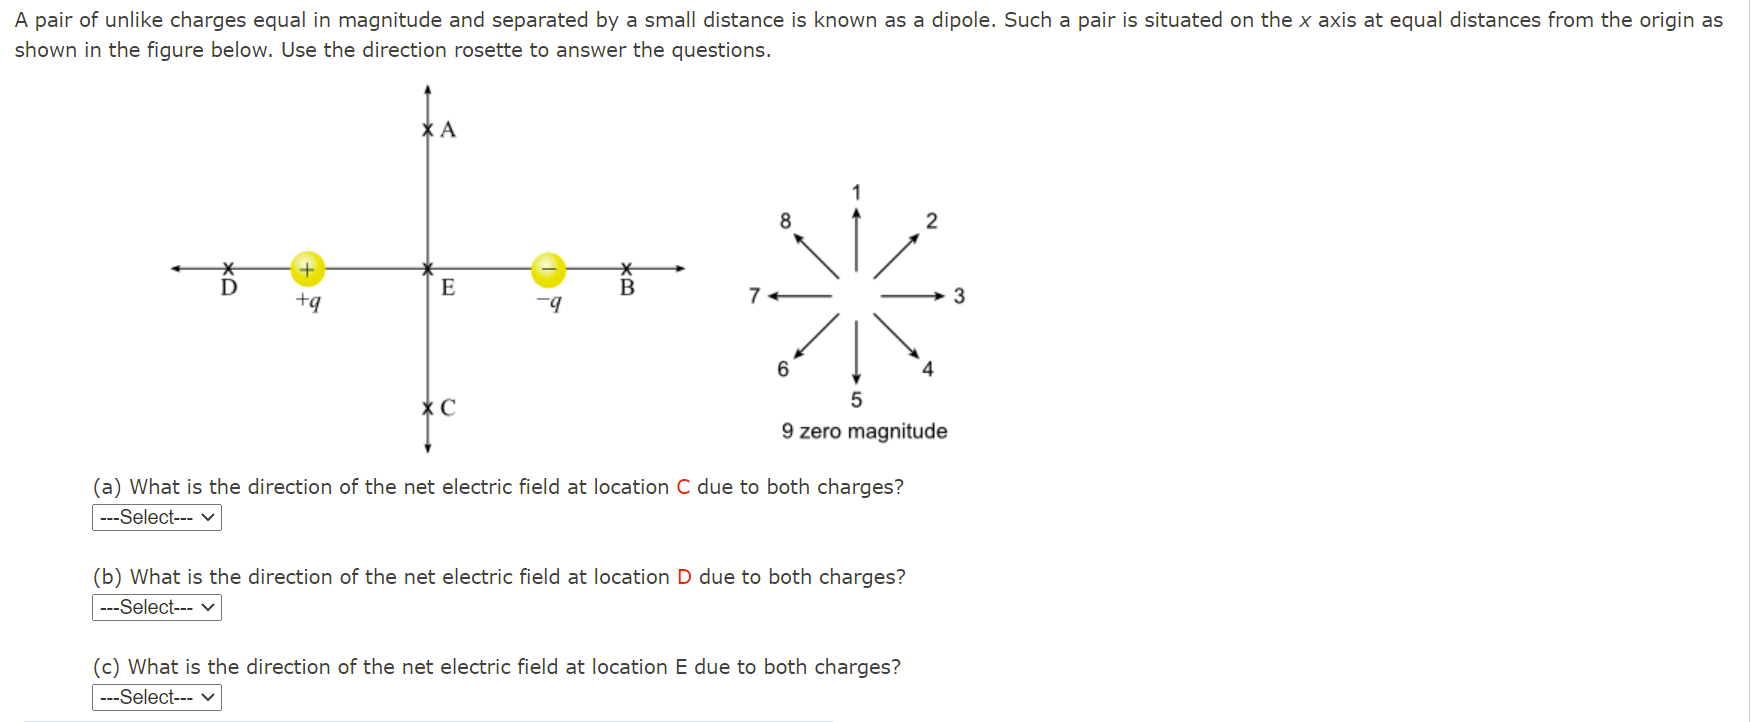 A pair of unlike charges equal in magnitude and separated by a small distance is known as a dipole. Such a pair is situated on the x axis at equal distances from the origin as
shown in the figure below. Use the direction rosette to answer the questions.
A
1
8
2
+
−
D
E
B
+q
−q
7
3
6
4
C
5
9 zero magnitude
(a) What is the direction of the net electric field at location C due to both charges?
---Select---
(b) What is the direction of the net electric field at location D due to both charges?
---Select---
(c) What is the direction of the net electric field at location E due to both charges?
---Select---